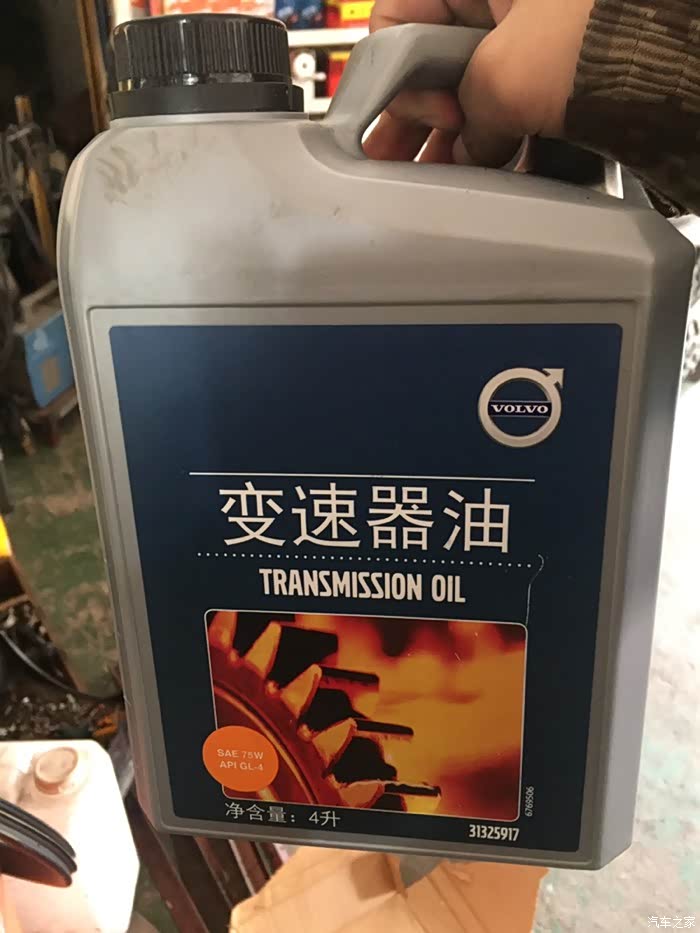 VOLVO
变速器油
TRANSMISSION OIL
SAE 75W
API GL-4
净含量：4升
6769506
31325917
汽车之家